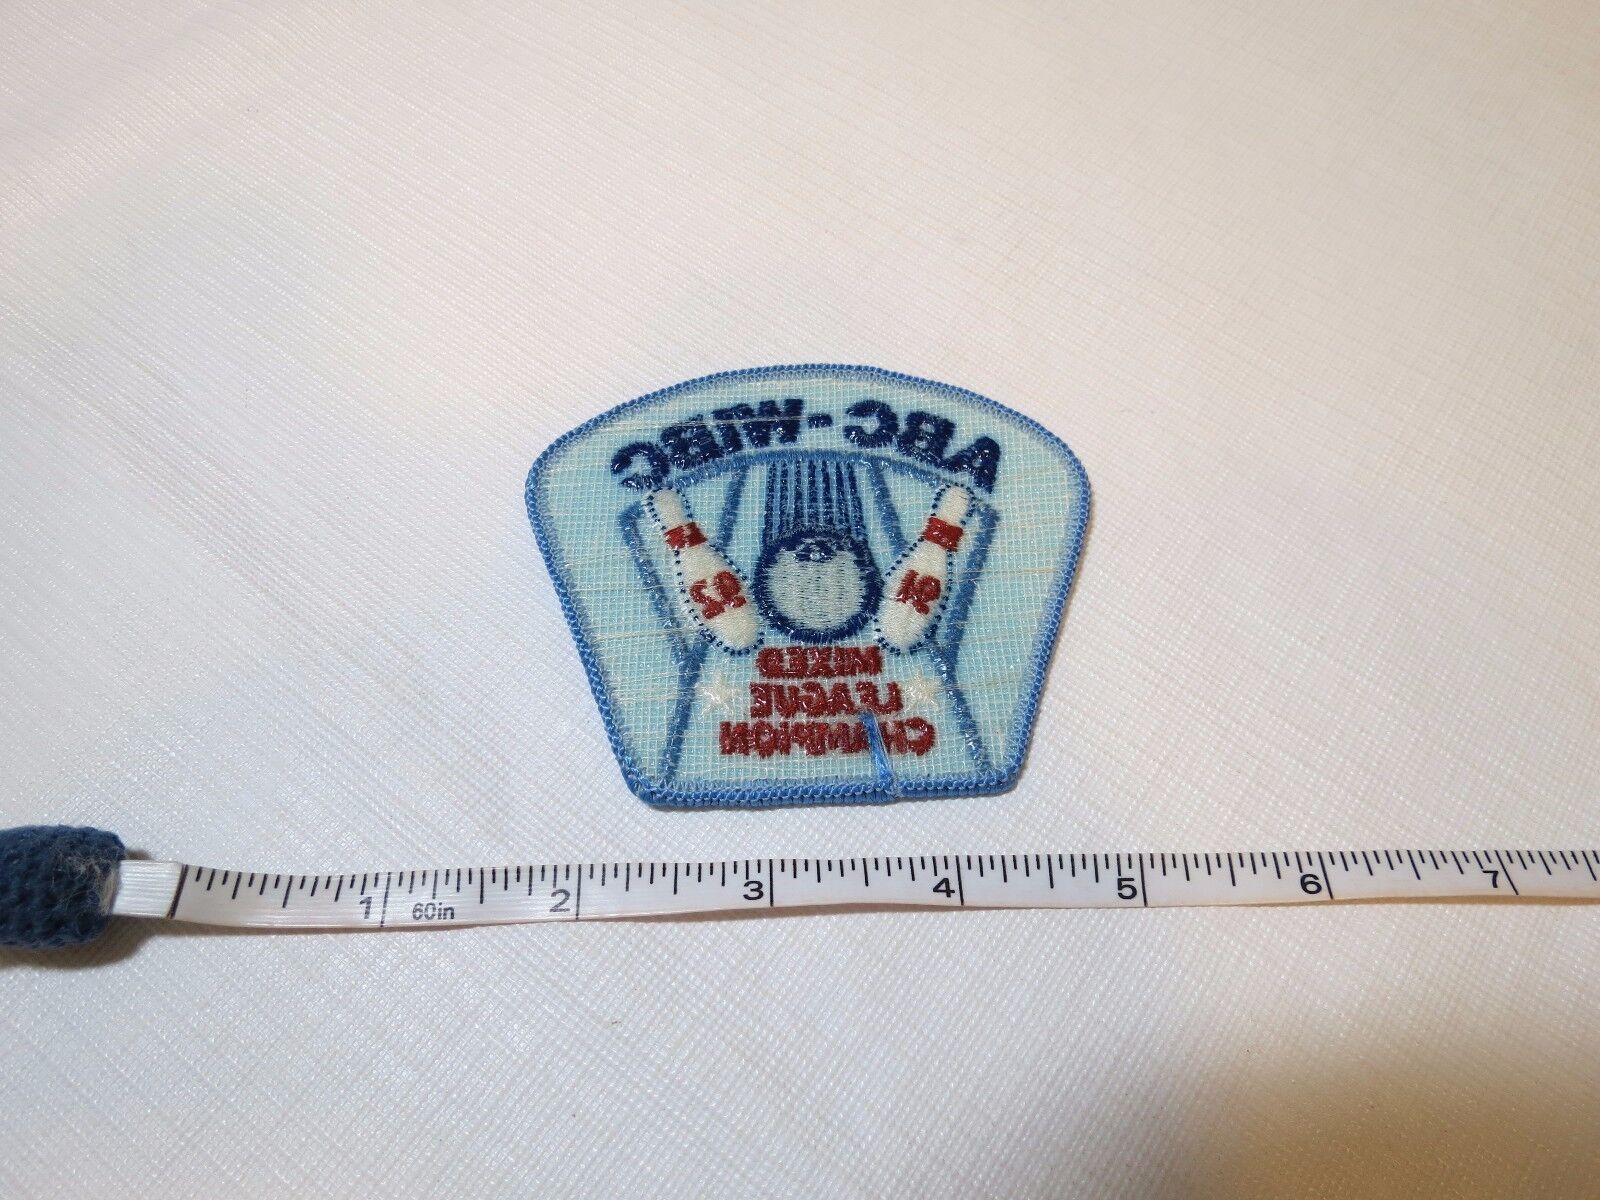 ABC-WIBC
92 91
MIXED
LEAGUE
CHAMPION
1 60in 2 3 4 5 6 7